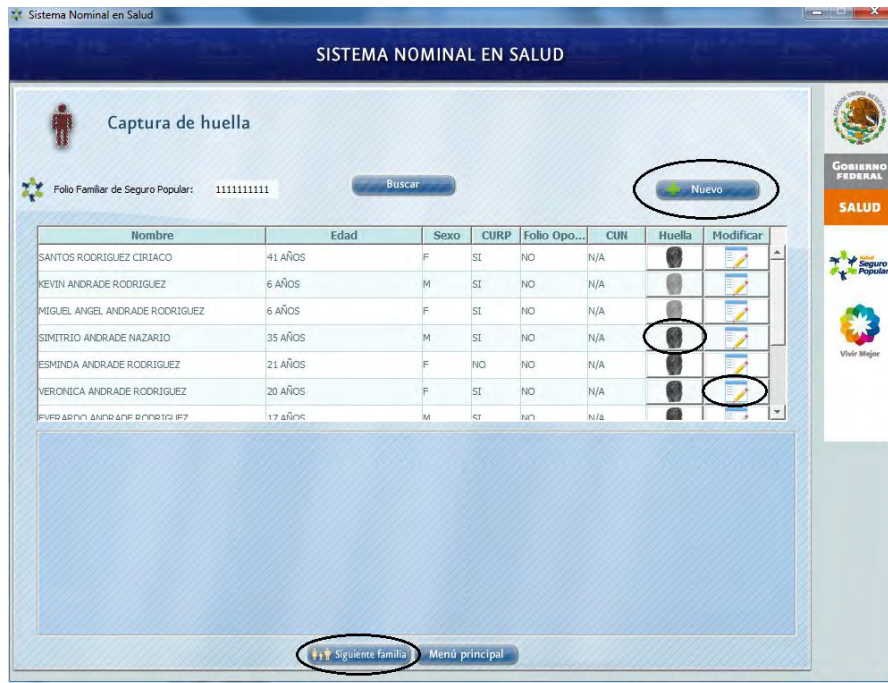 Sistema Nominal en Salud
SISTEMA NOMINAL EN SALUD
Captura de huella
Folio Familiar de Seguro Popular: 1111111111 Buscar Nuevo
Nombre Edad Sexo CURP Folio Opo... CUN Huella Modificar
SANTOS RODRIGUEZ CIRIACO 41 AÑOS F SI NO N/A
KEVIN ANDRADE RODRIGUEZ 6 AÑOS M SI NO N/A
MIGUEL ANGEL ANDRADE RODRIGUEZ 6 AÑOS F SI NO N/A
SIMITRIO ANDRADE NAZARIO 35 AÑOS M SI NO N/A
ESMINDA ANDRADE RODRIGUEZ 21 AÑOS F NO NO N/A
VERONICA ANDRADE RODRIGUEZ 20 AÑOS F SI NO N/A
EVERARDO ANDRADE RODRIGUEZ 17 AÑOS M SI NO N/A
Siguiente familia Menú principal
ESTADOS UNIDOS MEXICANOS
GOBIERNO
FEDERAL
SALUD
Seguro
Popular
Vivir Mejor